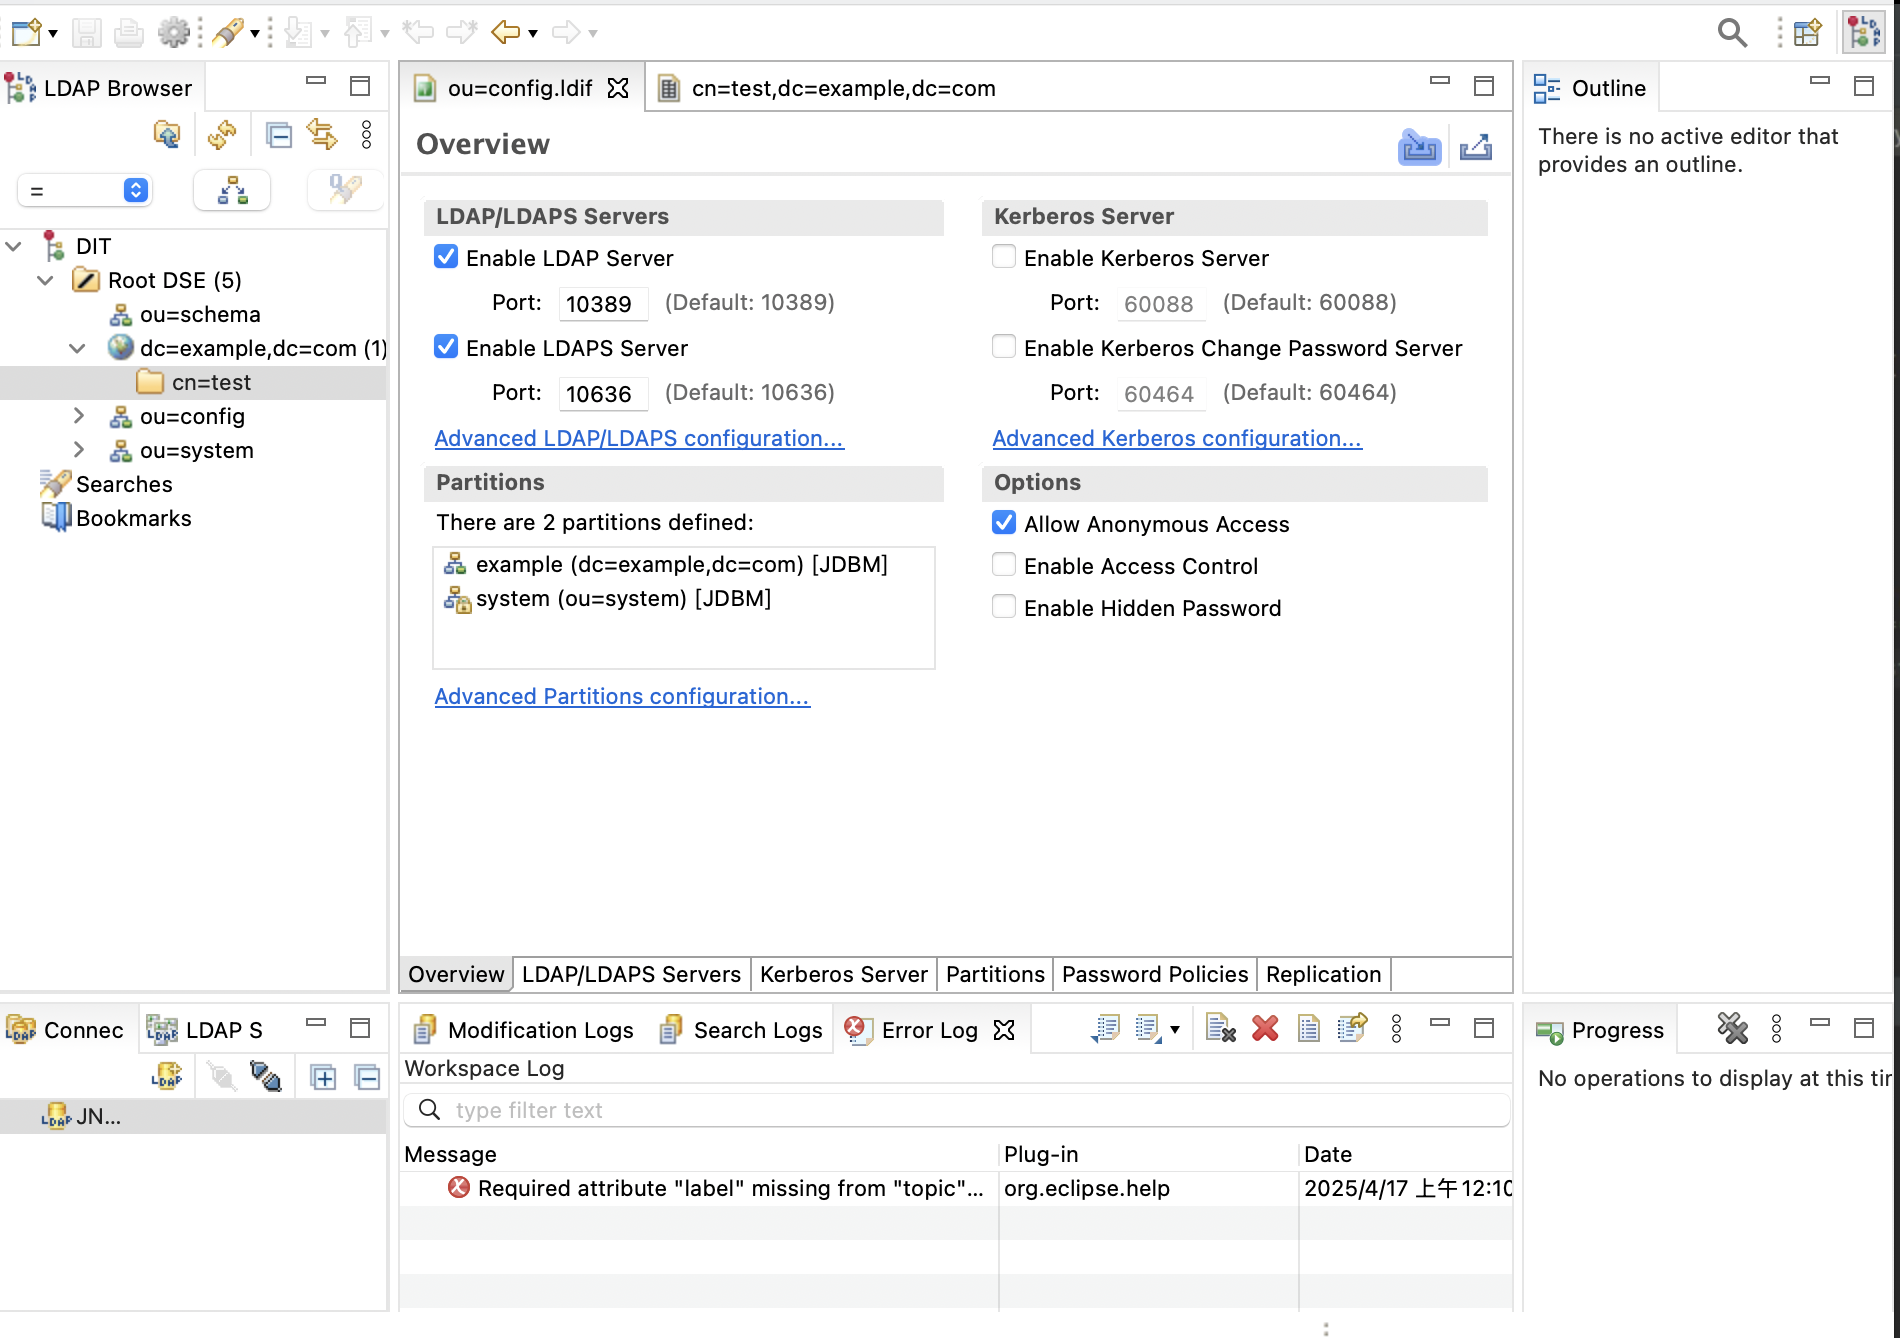 LDAP Browser
=
DIT
Root DSE (5)
ou=schema
dc=example,dc=com (1)
cn=test
ou=config
ou=system
Searches
Bookmarks
ou=config.ldif
cn=test,dc=example,dc=com
Overview
LDAP/LDAPS Servers
Enable LDAP Server
Port: 10389 (Default: 10389)
Enable LDAPS Server
Port: 10636 (Default: 10636)
Advanced LDAP/LDAPS configuration...
Partitions
There are 2 partitions defined:
example (dc=example,dc=com) [JDBM]
system (ou=system) [JDBM]
Advanced Partitions configuration...
Kerberos Server
Enable Kerberos Server
Port: 60088 (Default: 60088)
Enable Kerberos Change Password Server
Port: 60464 (Default: 60464)
Advanced Kerberos configuration...
Options
Allow Anonymous Access
Enable Access Control
Enable Hidden Password
Overview LDAP/LDAPS Servers Kerberos Server Partitions Password Policies Replication
Outline
There is no active editor that
provides an outline.
Connec LDAP S
JN...
Modification Logs Search Logs Error Log
Workspace Log
type filter text
Message Plug-in Date
Required attribute "label" missing from "topic"... org.eclipse.help 2025/4/17 上午12:10
Progress
No operations to display at this tir